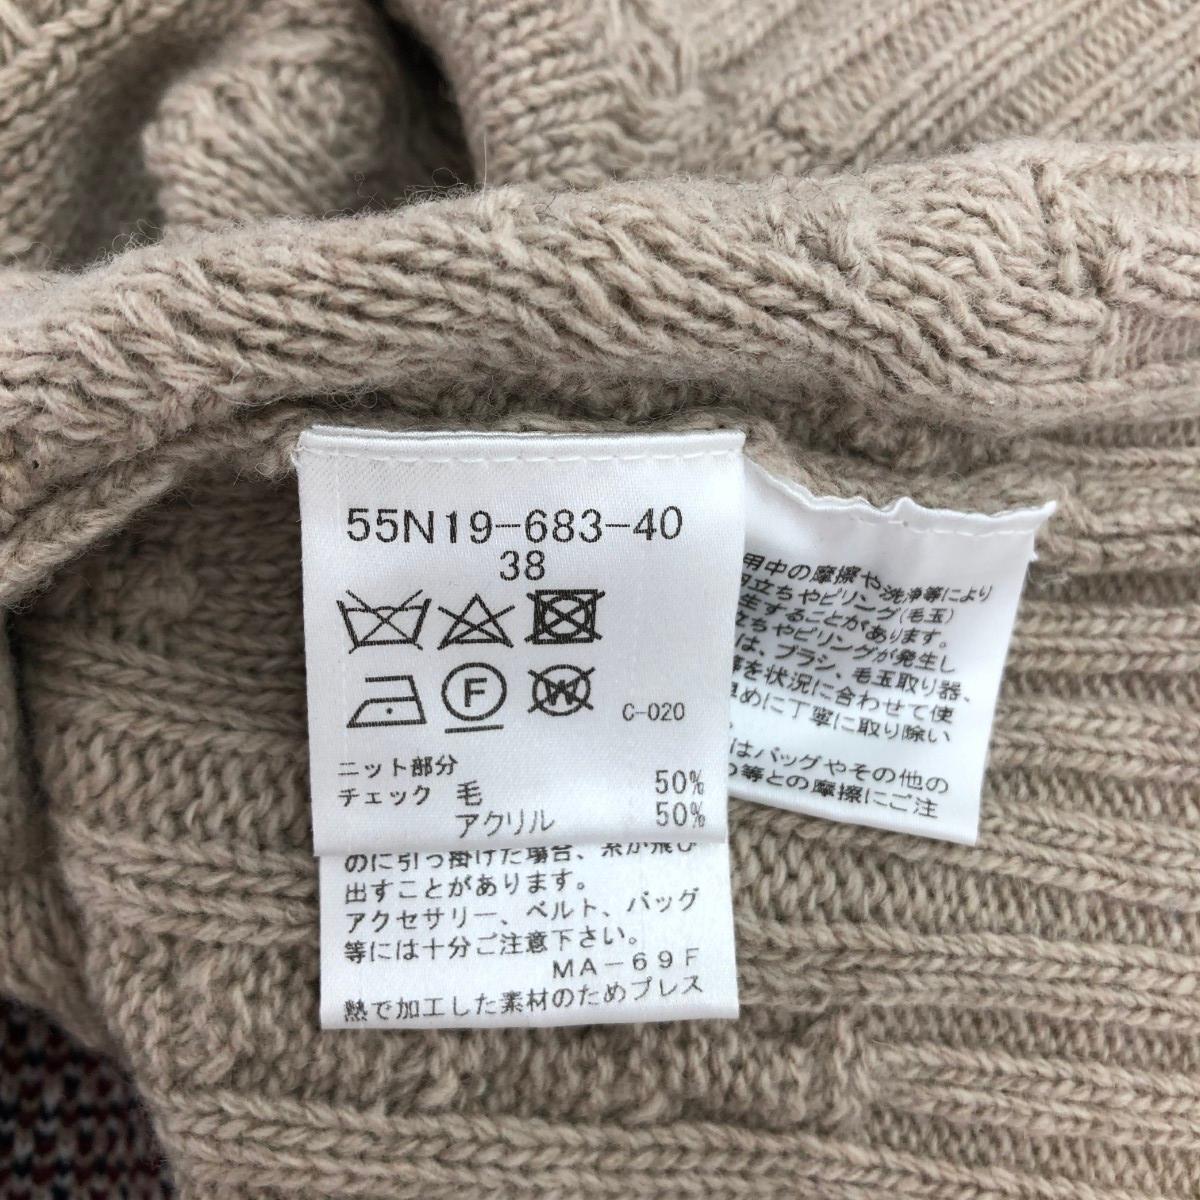 55N19-683-40
38
F
W
C-020
ニット部分
チェック 毛 50%
アクリル 50%
のに引っ掛けた場合、糸が飛び
出すことがあります。
アクセサリー、ベルト、バッグ
等には十分ご注意下さい。
MA-69F
熱で加工した素材のためプレス
用中の摩擦や洗浄等により
毛立ちやピリング(毛玉)
生することがあります。
立ちやピリングが発生し
は、ブラシ、毛玉取り器、
等を状況に合わせて使
早めに丁寧に取り除い
はバッグやその他の
等との摩擦にご注